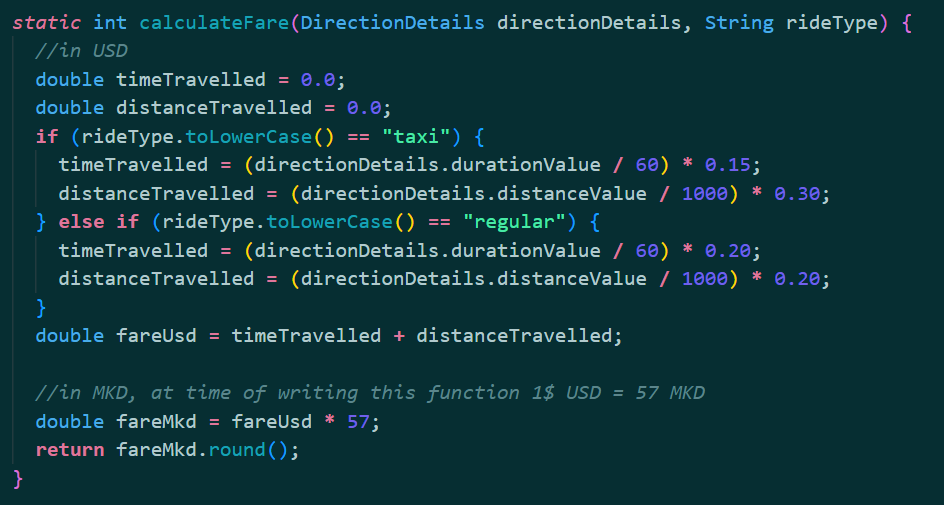 static int calculateFare(DirectionDetails directionDetails, String rideType) {
//in USD
double timeTravelled = 0.0;
double distanceTravelled = 0.0;
if (rideType.toLowerCase() == "taxi") {
timeTravelled = (directionDetails.durationValue / 60) * 0.15;
distanceTravelled = (directionDetails.distanceValue / 1000) * 0.30;
} else if (rideType.toLowerCase() == "regular") {
timeTravelled = (directionDetails.durationValue / 60) * 0.20;
distanceTravelled = (directionDetails.distanceValue / 1000) * 0.20;
}
double fareUsd = timeTravelled + distanceTravelled;
//in MKD, at time of writing this function 1$ USD = 57 MKD
double fareMkd = fareUsd * 57;
return fareMkd.round();
}